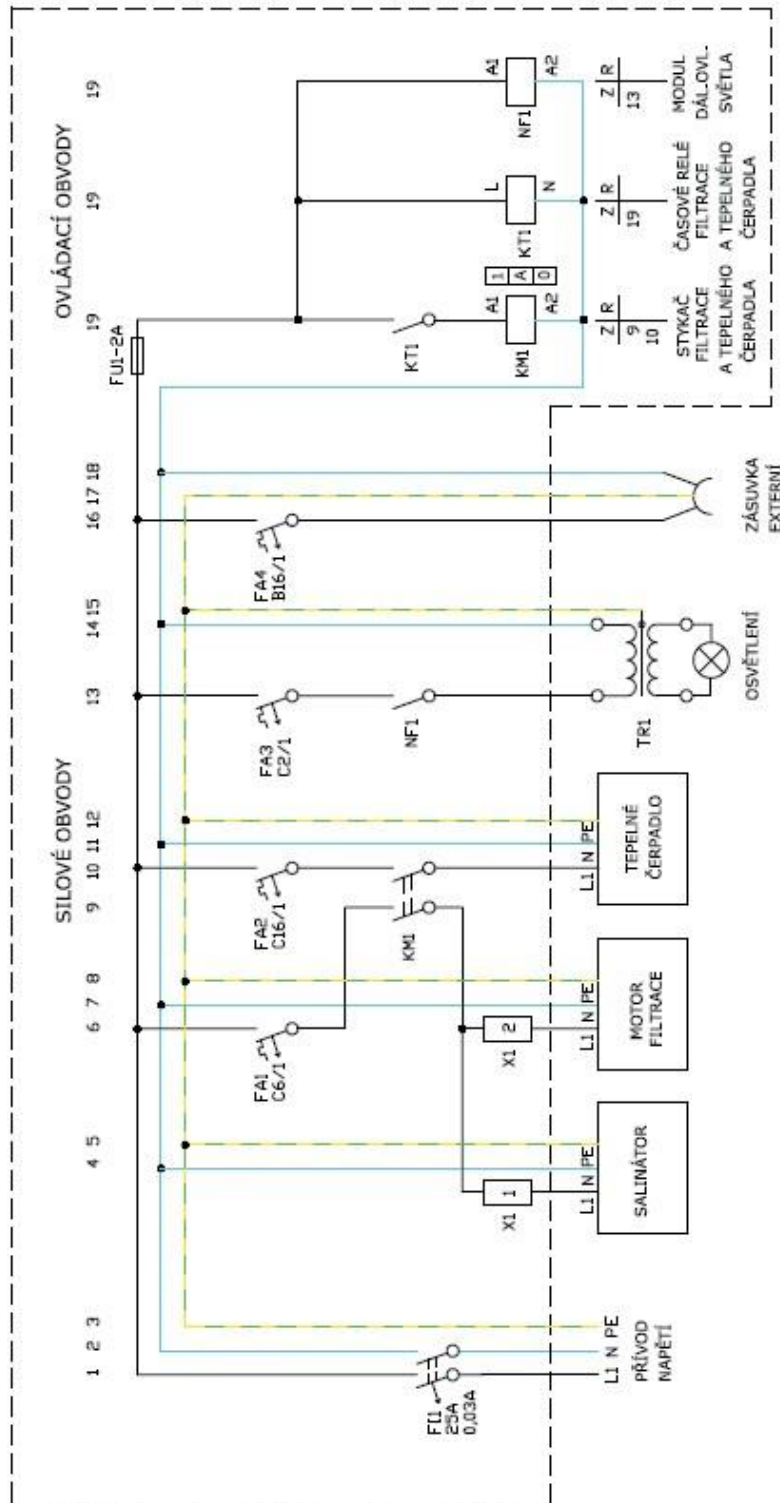 SILOVÉ OBVODY
OVLÁDACÍ OBVODY
1 2 3
4 5
6 7 8
9 10 11 12
13
14 15
16 17 18
19
19
19
FU1-2A
FI1
25A
0,03A
FA1
C6/1
FA2
C16/1
FA3
C2/1
FA4
B16/1
KM1
NF1
KT1
X1 1
X1 2
TR1
1 A 0
A1
KM1
A2
L
KT1
N
A1
NF1
A2
L1 N PE
PŘÍVOD
NAPĚTÍ
L1 N PE
SALINÁTOR
L1 N PE
MOTOR
FILTRACE
L1 N PE
TEPELNÉ
ČERPADLO
OSVĚTLENÍ
ZÁSUVKA
EXTERNÍ
Z R
9
10
STYKAČ
FILTRACE
A TEPELNÉHO
ČERPADLA
Z R
19
ČASOVÉ RELÉ
FILTRACE
A TEPELNÉHO
ČERPADLA
Z R
13
MODUL
DÁLOVL-
SVĚTLA